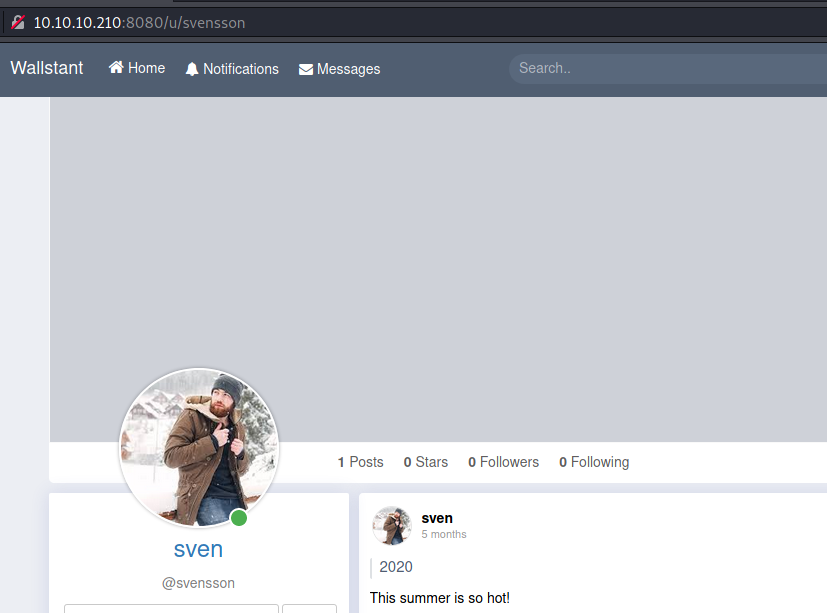 10.10.10.210:8080/u/svensson
Wallstant Home Notifications Messages Search..
1 Posts 0 Stars 0 Followers 0 Following
sven
@svensson
sven
5 months
2020
This summer is so hot!